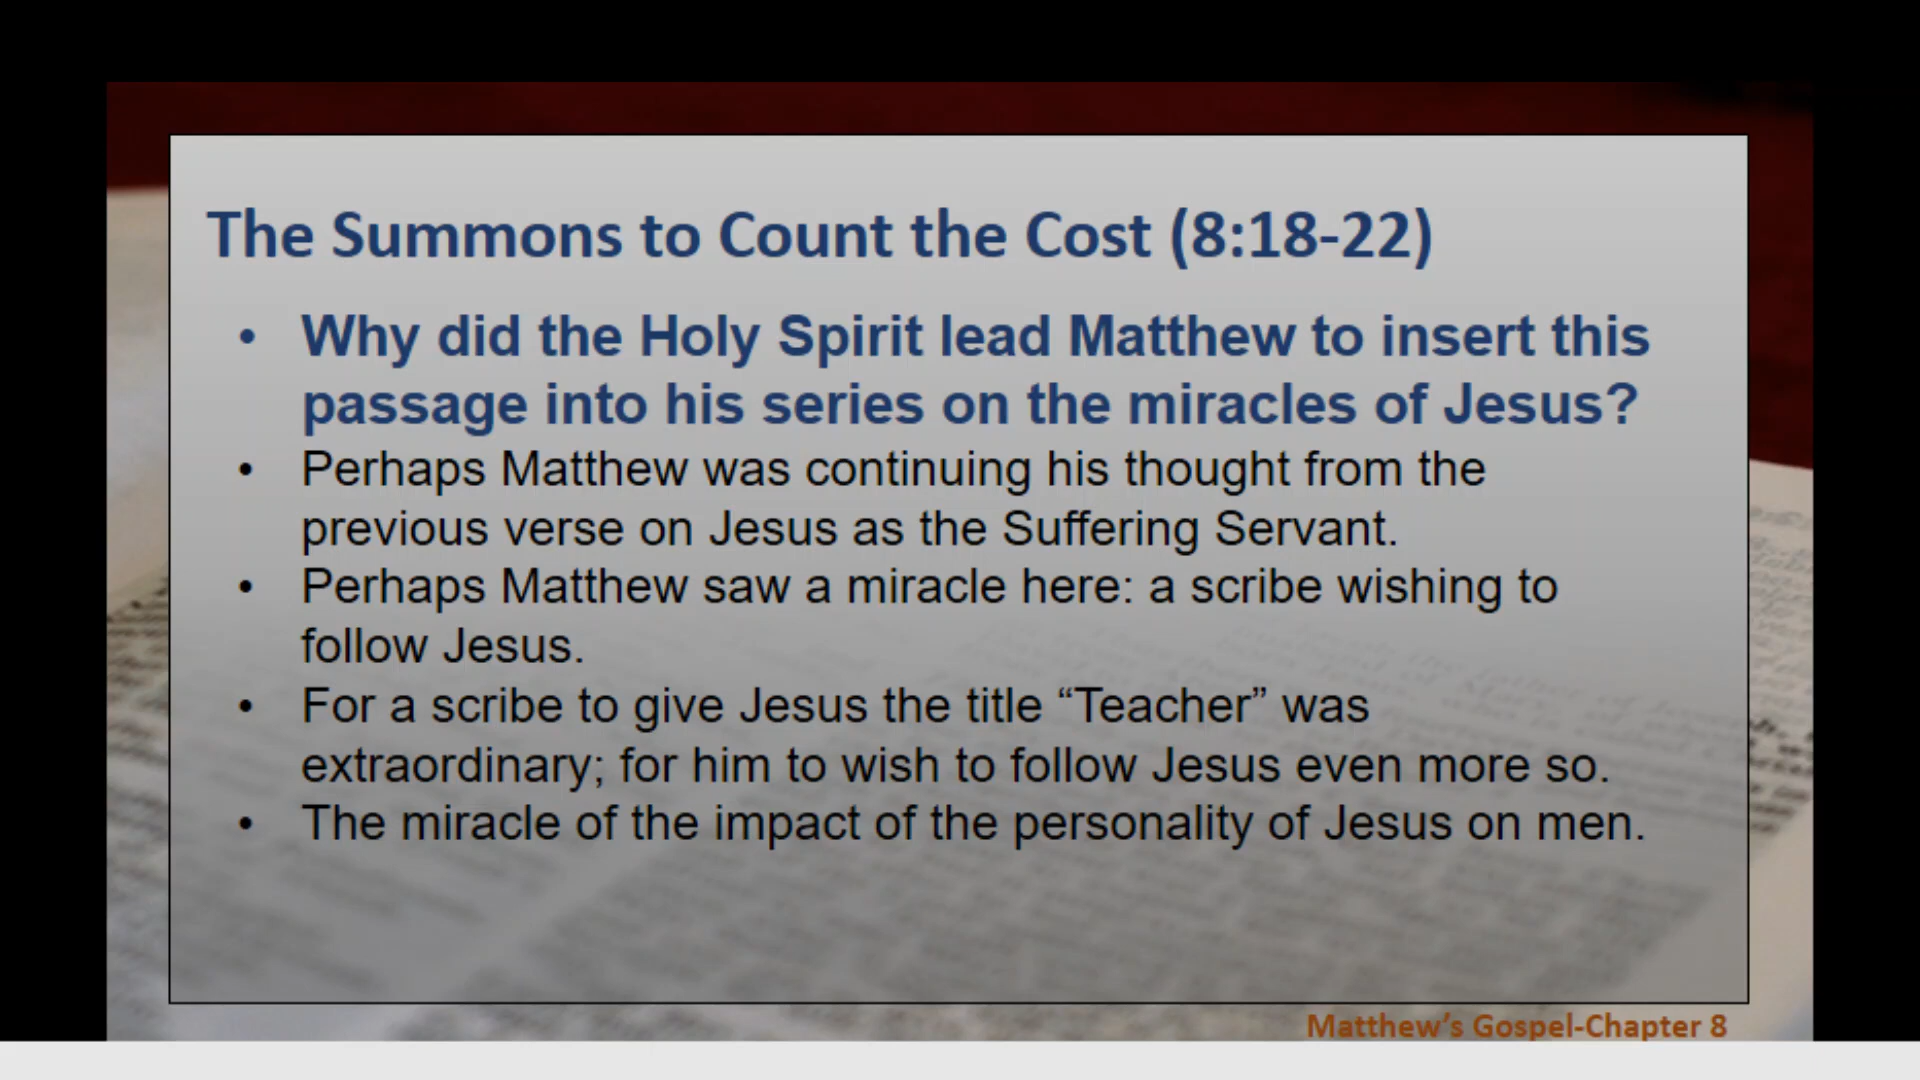 The Summons to Count the Cost (8:18-22)
• Why did the Holy Spirit lead Matthew to insert this
passage into his series on the miracles of Jesus?
• Perhaps Matthew was continuing his thought from the
previous verse on Jesus as the Suffering Servant.
• Perhaps Matthew saw a miracle here: a scribe wishing to
follow Jesus.
• For a scribe to give Jesus the title “Teacher” was
extraordinary; for him to wish to follow Jesus even more so.
• The miracle of the impact of the personality of Jesus on men.
Matthew’s Gospel-Chapter 8